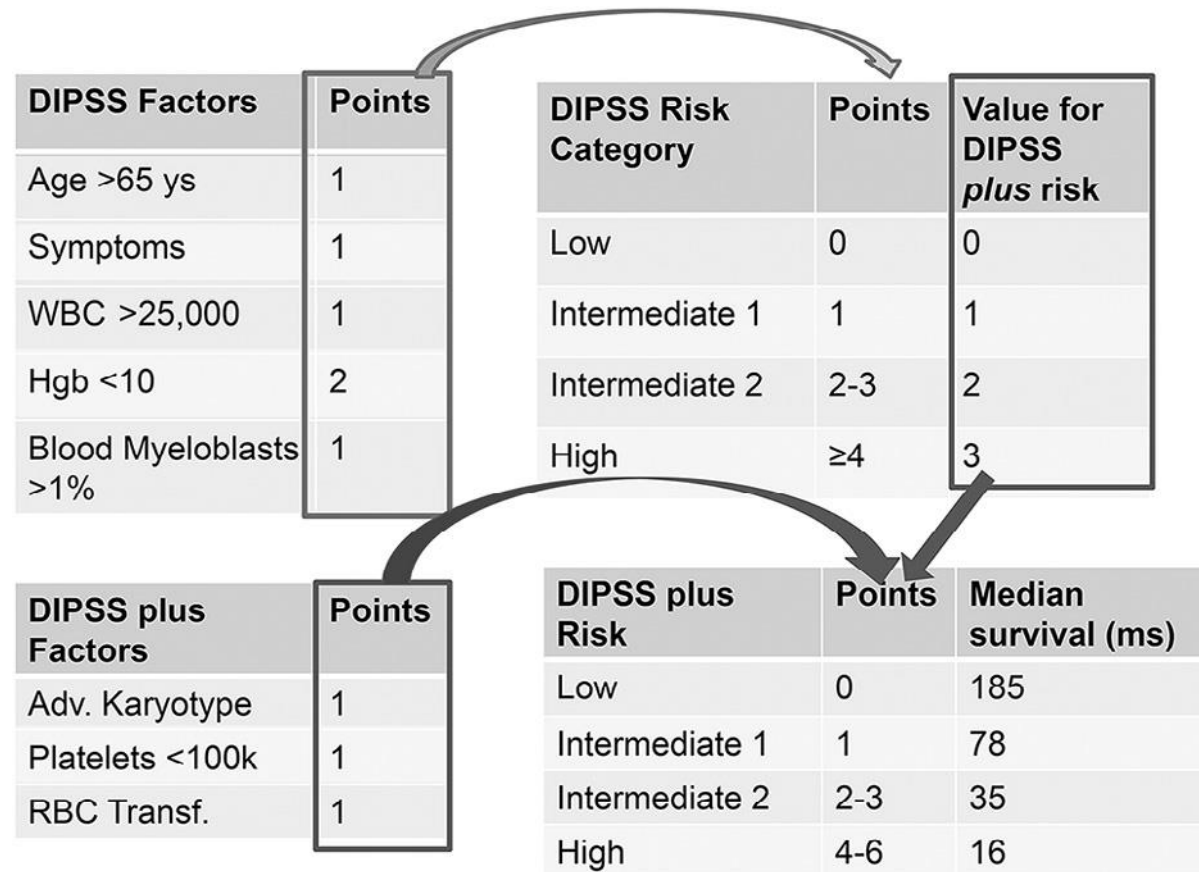 DIPSS Factors Points
Age >65 ys 1
Symptoms 1
WBC >25,000 1
Hgb <10 2
Blood Myeloblasts 1
>1%
DIPSS Risk Points Value for
Category DIPSS
plus risk
Low 0 0
Intermediate 1 1 1
Intermediate 2 2-3 2
High ≥4 3
DIPSS plus Points
Factors
Adv. Karyotype 1
Platelets <100k 1
RBC Transf. 1
DIPSS plus Points Median
Risk survival (ms)
Low 0 185
Intermediate 1 1 78
Intermediate 2 2-3 35
High 4-6 16